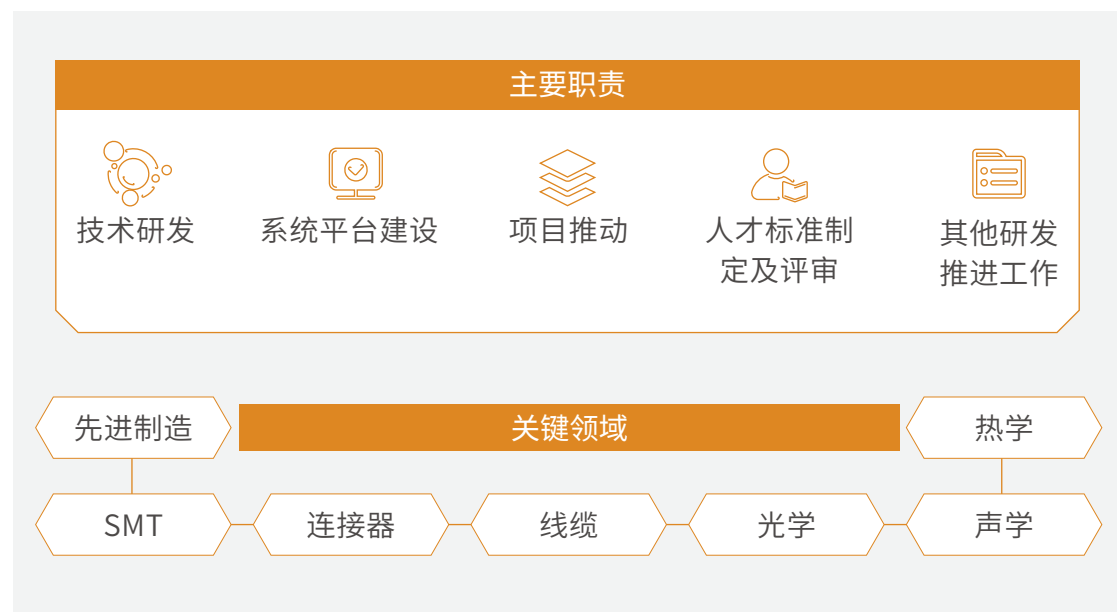 主要职责
技术研发
系统平台建设
项目推动
人才标准制
定及评审
其他研发
推进工作
先进制造
关键领域
热学
SMT
连接器
线缆
光学
声学